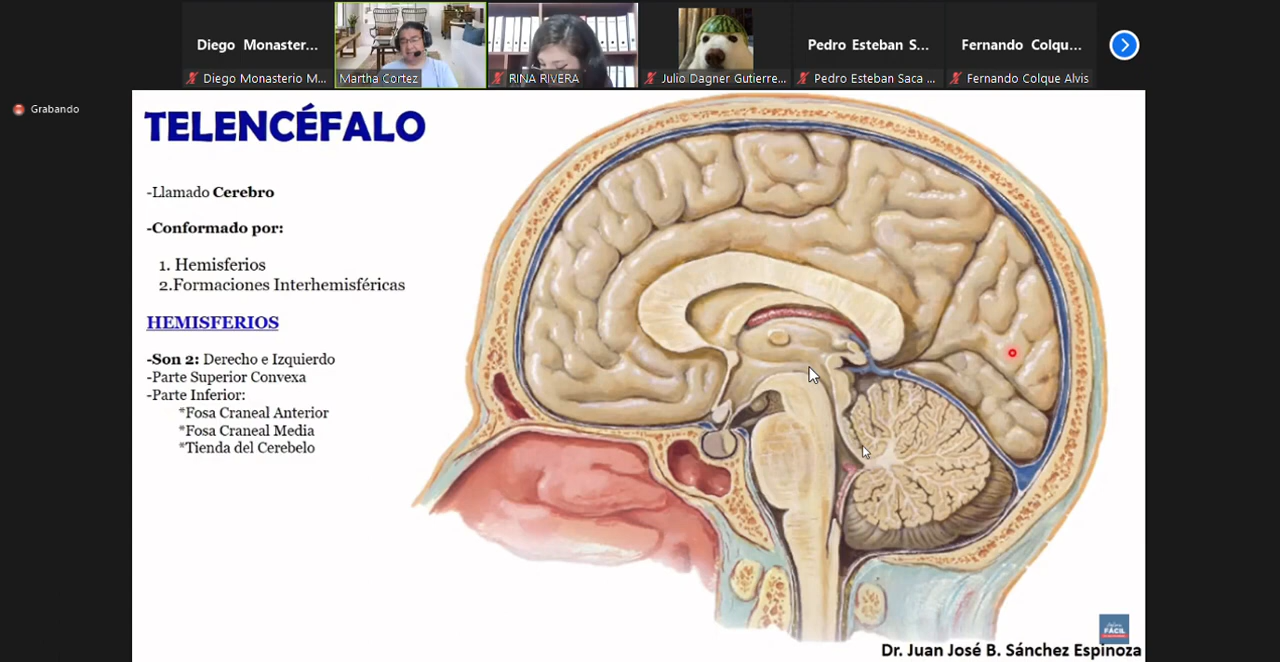 Diego Monaster...
Pedro Esteban S...
Fernando Colqu...
Diego Monasterio M...
Martha Cortez
RINA RIVERA
Julio Dagner Gutierre...
Pedro Esteban Saca ...
Fernando Colque Alvis
Grabando
TELENCÉFALO
-Llamado Cerebro
-Conformado por:
1. Hemisferios
2.Formaciones Interhemisféricas
HEMISFERIOS
-Son 2: Derecho e Izquierdo
-Parte Superior Convexa
-Parte Inferior:
*Fosa Craneal Anterior
*Fosa Craneal Media
*Tienda del Cerebelo
FÁCIL
Dr. Juan José B. Sánchez Espinoza